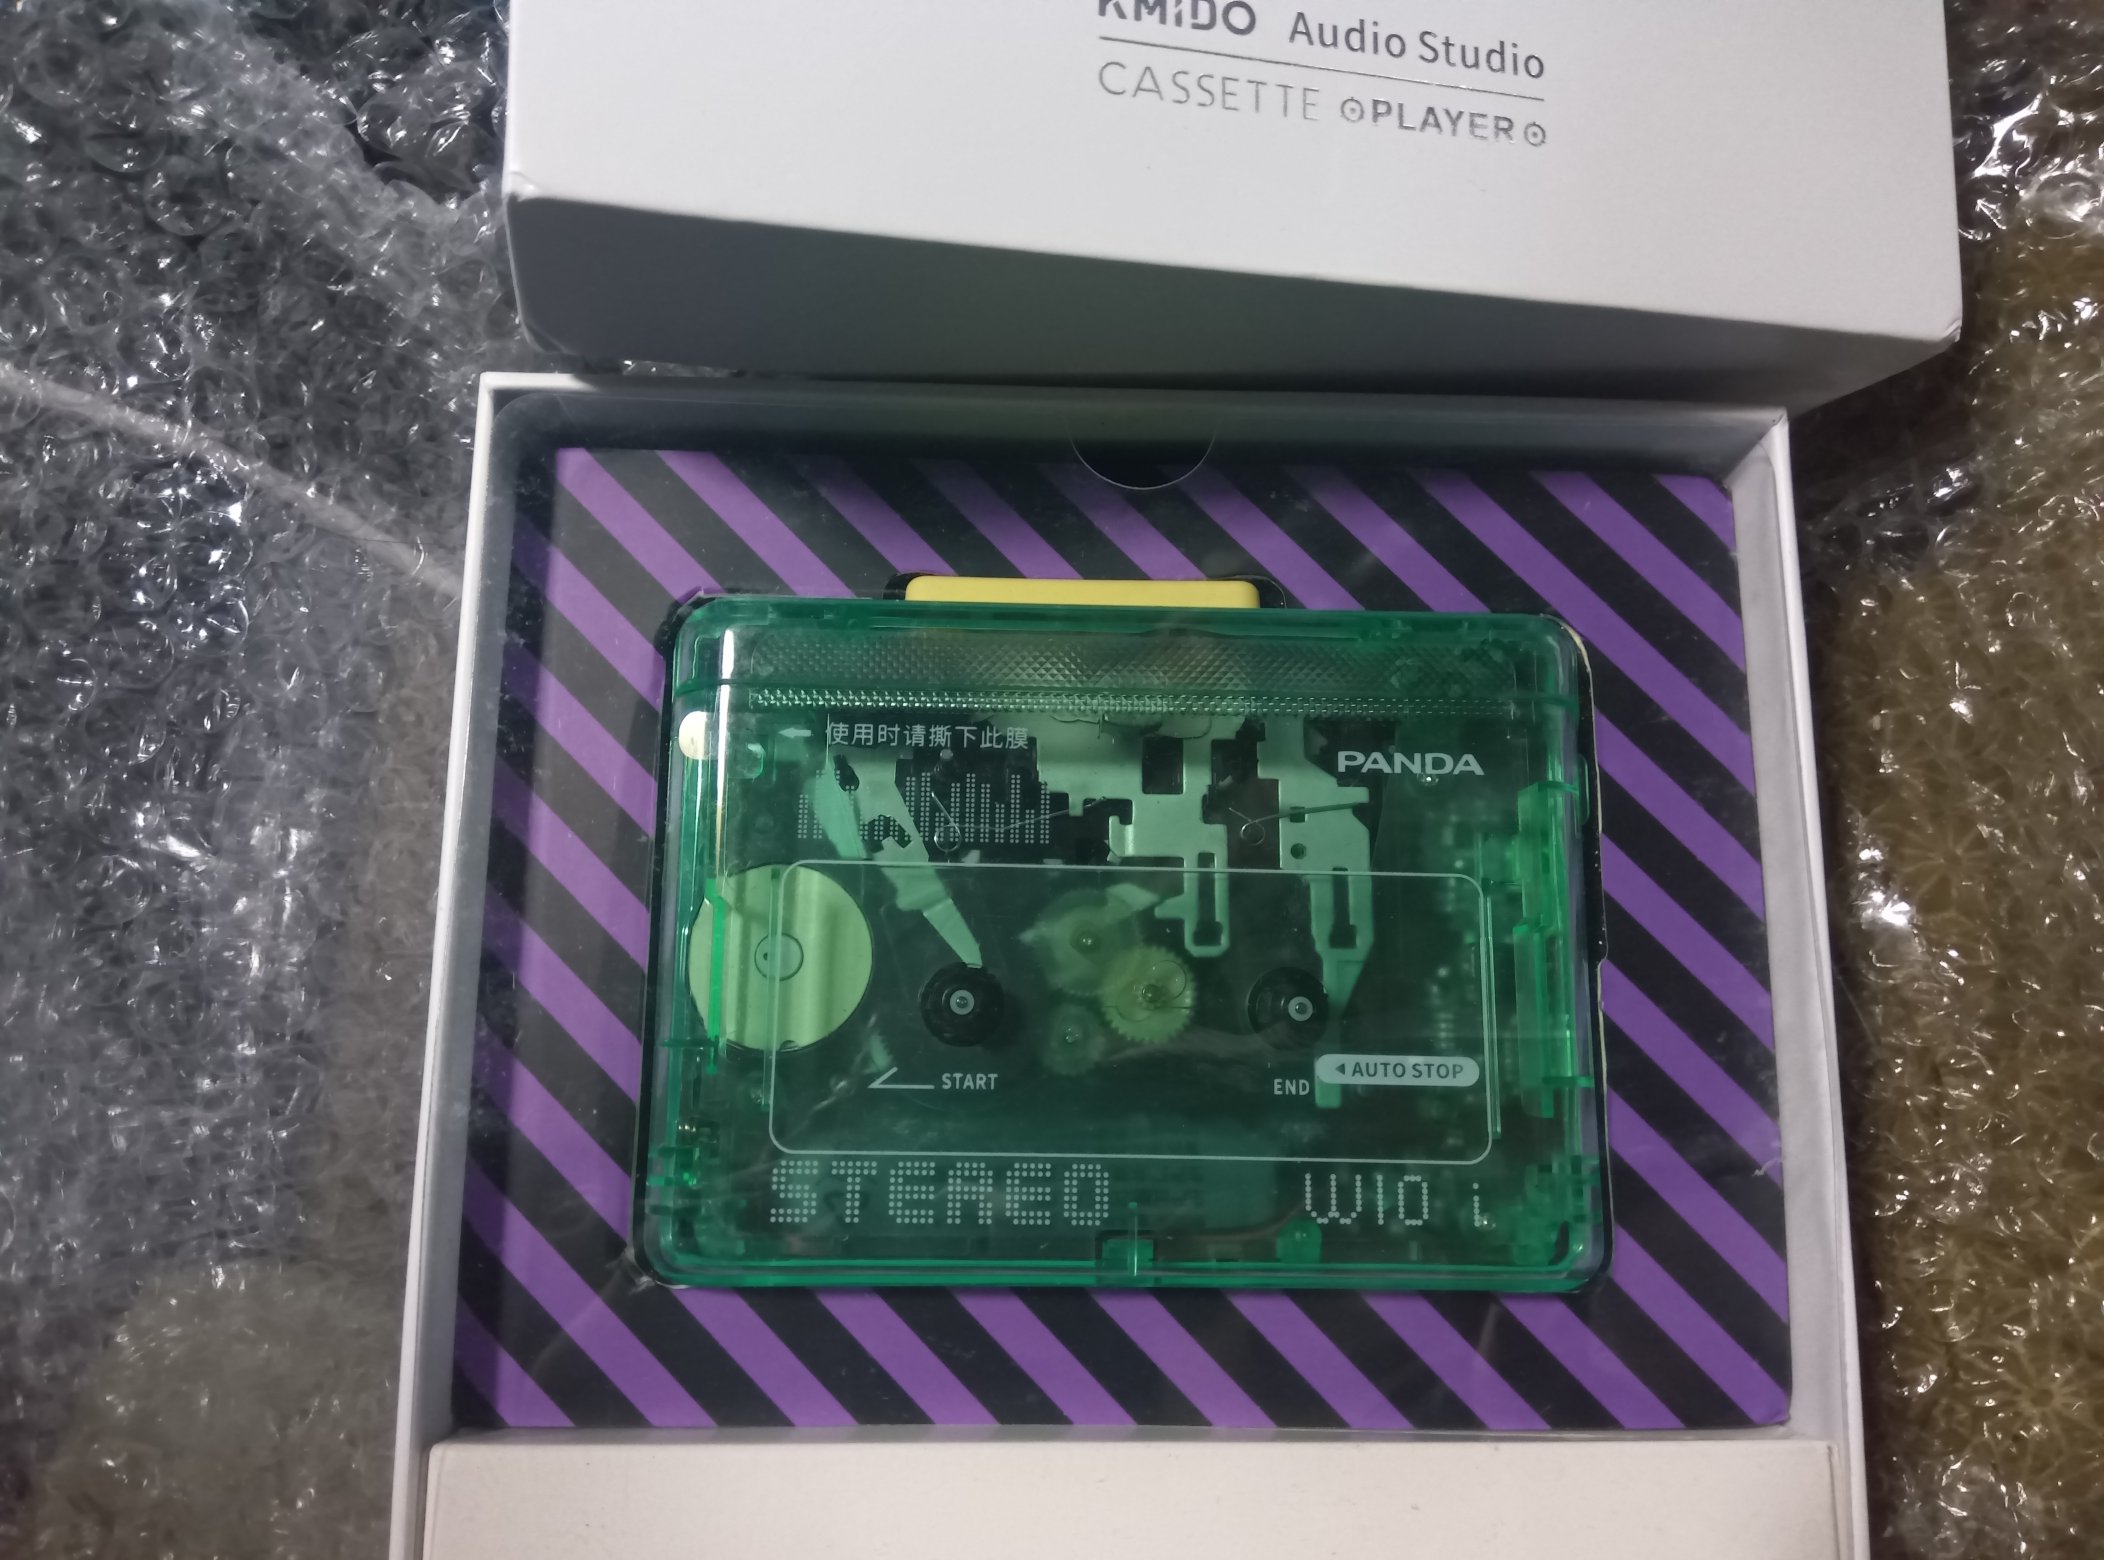 KMIDO Audio Studio
CASSETTE PLAYER
使用时请撕下此膜
PANDA
START
END
AUTO STOP
STEREO
W10 i